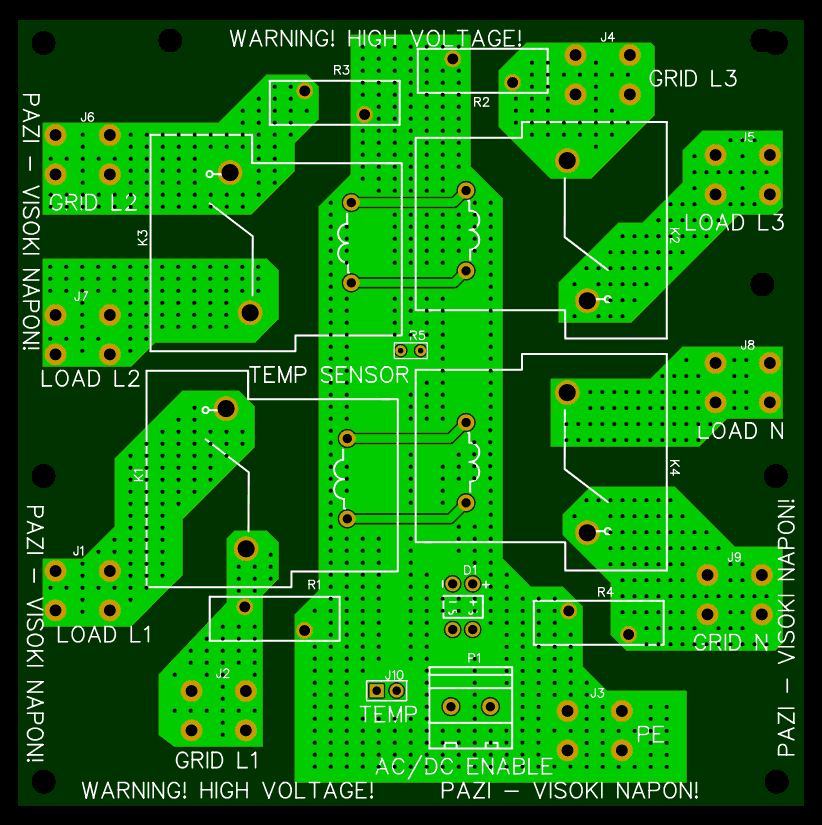 WARNING! HIGH VOLTAGE!
J4
R3
GRID L3
R2
PAZI - VISOKI NAPON!
J6
J5
GRID L2
LOAD L3
K3
K2
J7
R5
J8
LOAD L2
TEMP SENSOR
LOAD N
K1
K4
PAZI - VISOKI NAPON!
PAZI - VISOKI NAPON!
J1
J9
D1
- +
R1
R4
LOAD L1
GRID N
P1
J2
J10
J3
TEMP
PE
GRID L1
AC/DC ENABLE
WARNING! HIGH VOLTAGE!
PAZI - VISOKI NAPON!